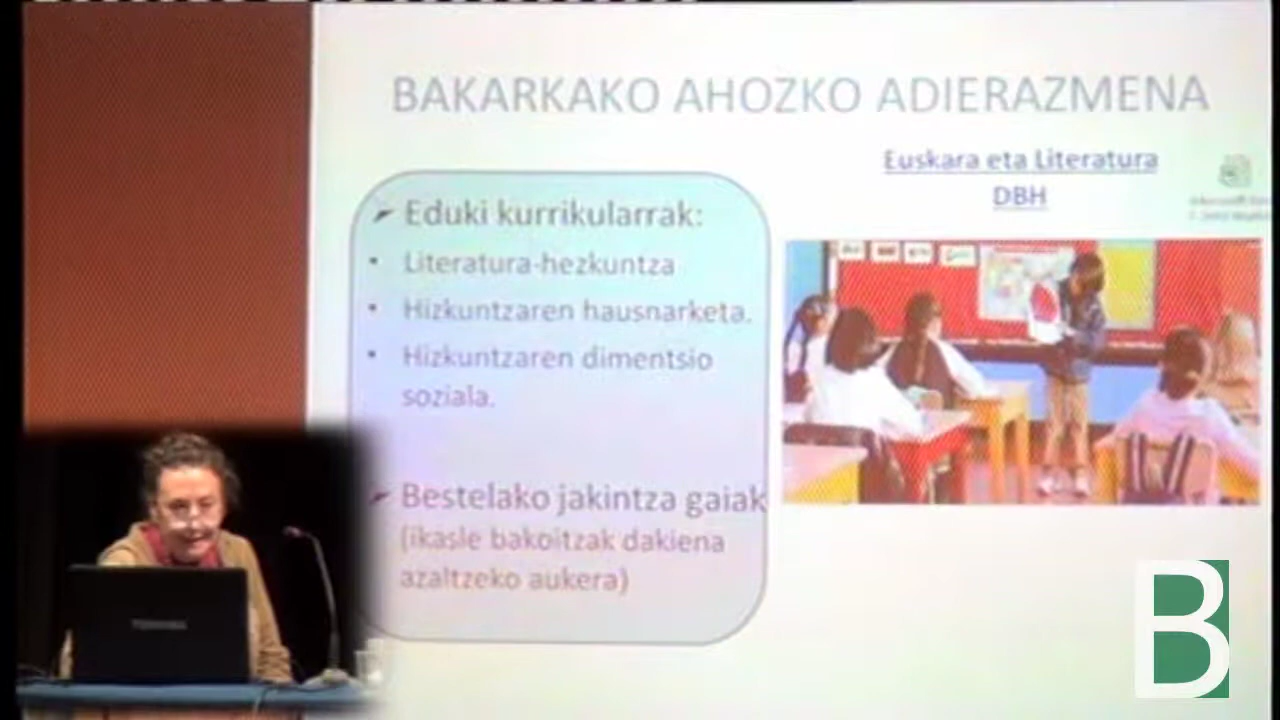 BAKARKAKO AHOZKO ADIERAZMENA
Euskara eta Literatura
DBH
➤ Eduki kurrikularrak:
• Literatura-hezkuntza
• Hizkuntzaren hausnarketa.
• Hizkuntzaren dimentsio
soziala.
➤ Bestelako jakintza gaiak
(ikasle bakoitzak dakiena
azaltzeko aukera)
TOSHIBA
B